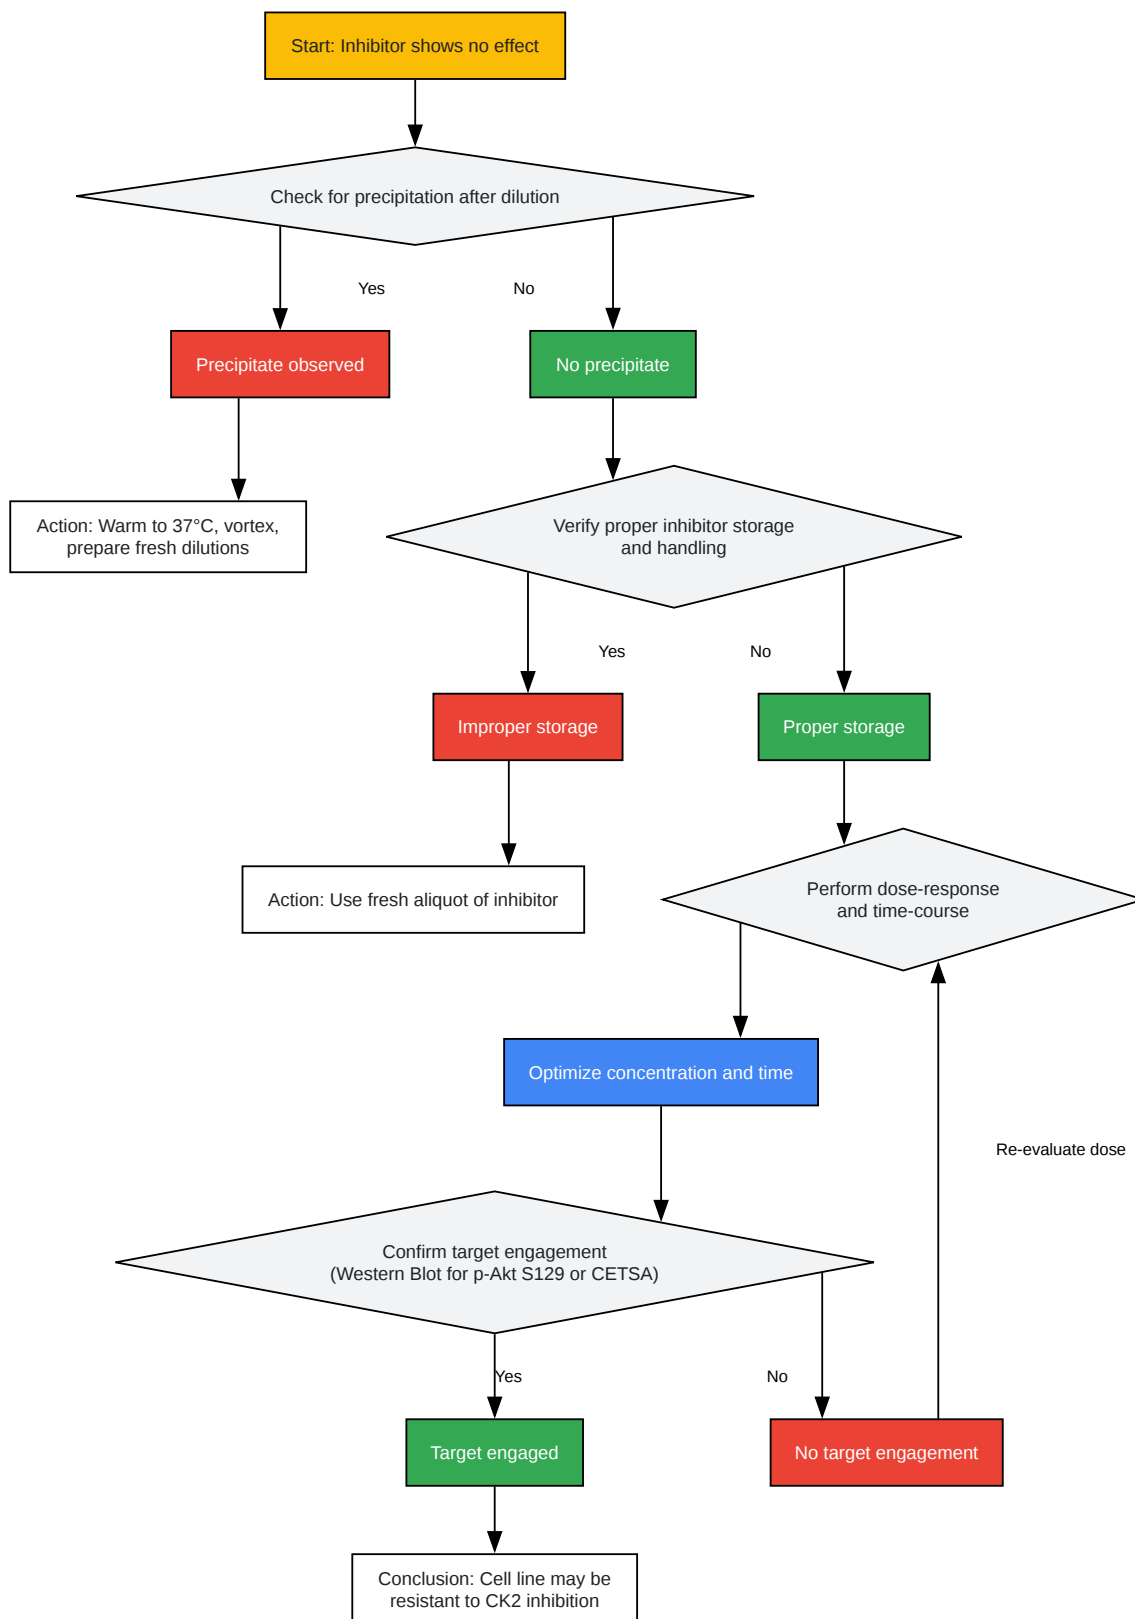 Start: Inhibitor shows no effect
Check for precipitation after dilution
Yes
No
Precipitate observed
No precipitate
Action: Warm to 37°C, vortex,
prepare fresh dilutions
Verify proper inhibitor storage
and handling
Yes
No
Improper storage
Proper storage
Action: Use fresh aliquot of inhibitor
Perform dose-response
and time-course
Optimize concentration and time
Re-evaluate dose
Confirm target engagement
(Western Blot for p-Akt S129 or CETSA)
Yes
No
Target engaged
No target engagement
Conclusion: Cell line may be
resistant to CK2 inhibition